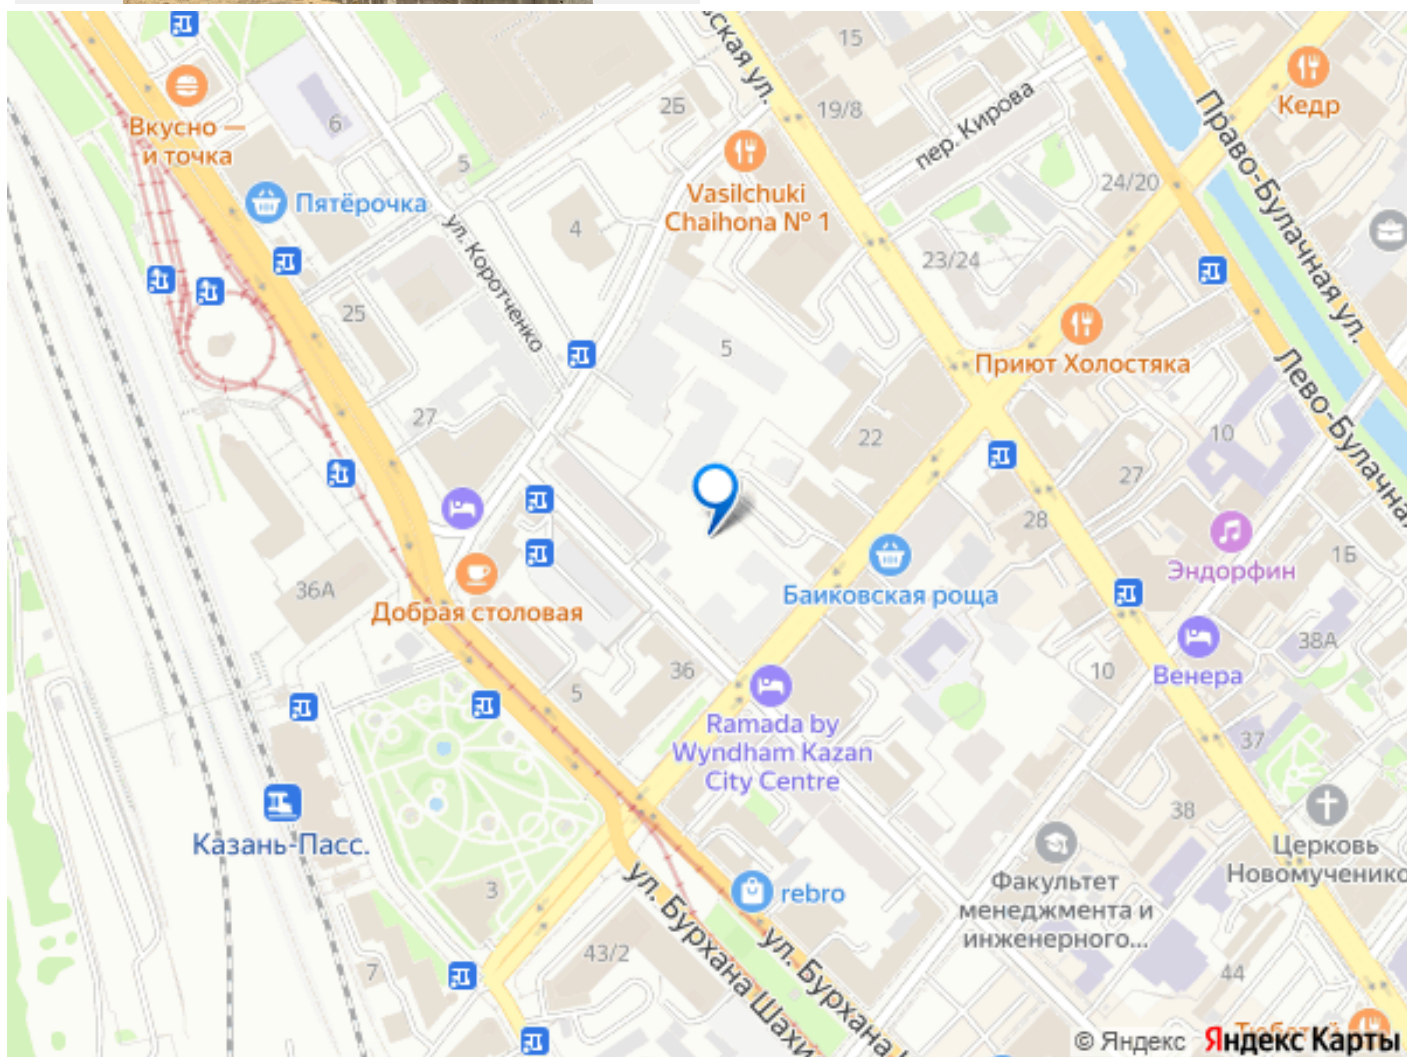 15
ская ул.
2Б
19/8
Кедр
Вкусно —
и точка
6
пер. Кирова
Право-Булачная ул.
5
Vasilchuki
Chaihona № 1
24/20
Пятёрочка
ул. Коротченко
4
23/24
25
5
Приют Холостяка
Лево-Булачная
27
22
10
27
28
Эндорфин
1Б
36А
Добрая столовая
Баиковская роща
38А
36
10
Венера
5
Ramada by
Wyndham Kazan
City Centre
37
Казань-Пасс.
38
Церковь
Новомученико
3
rebro
Факультет
менеджмента и
инженерного...
ул. Бурхана Шахи
ул. Бурхана
43/2
7
44
© Яндекс Яндекс Карты